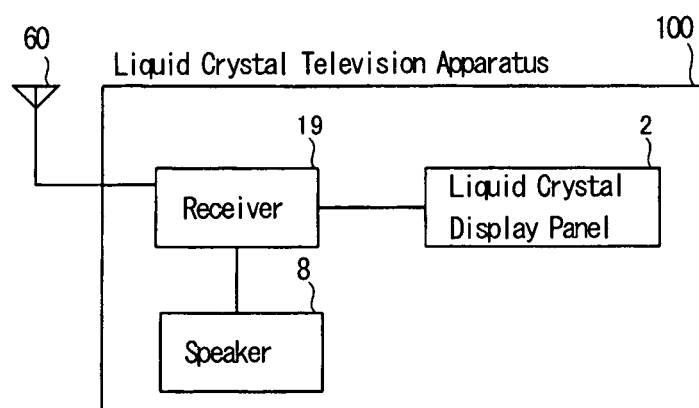 60
Liquid Crystal Television Apparatus
100
19
2
Receiver
Liquid Crystal
Display Panel
8
Speaker